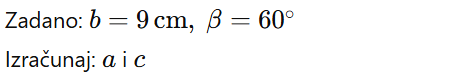 Zadano: b = 9 cm, β = 60°
Izračunaj: a i c